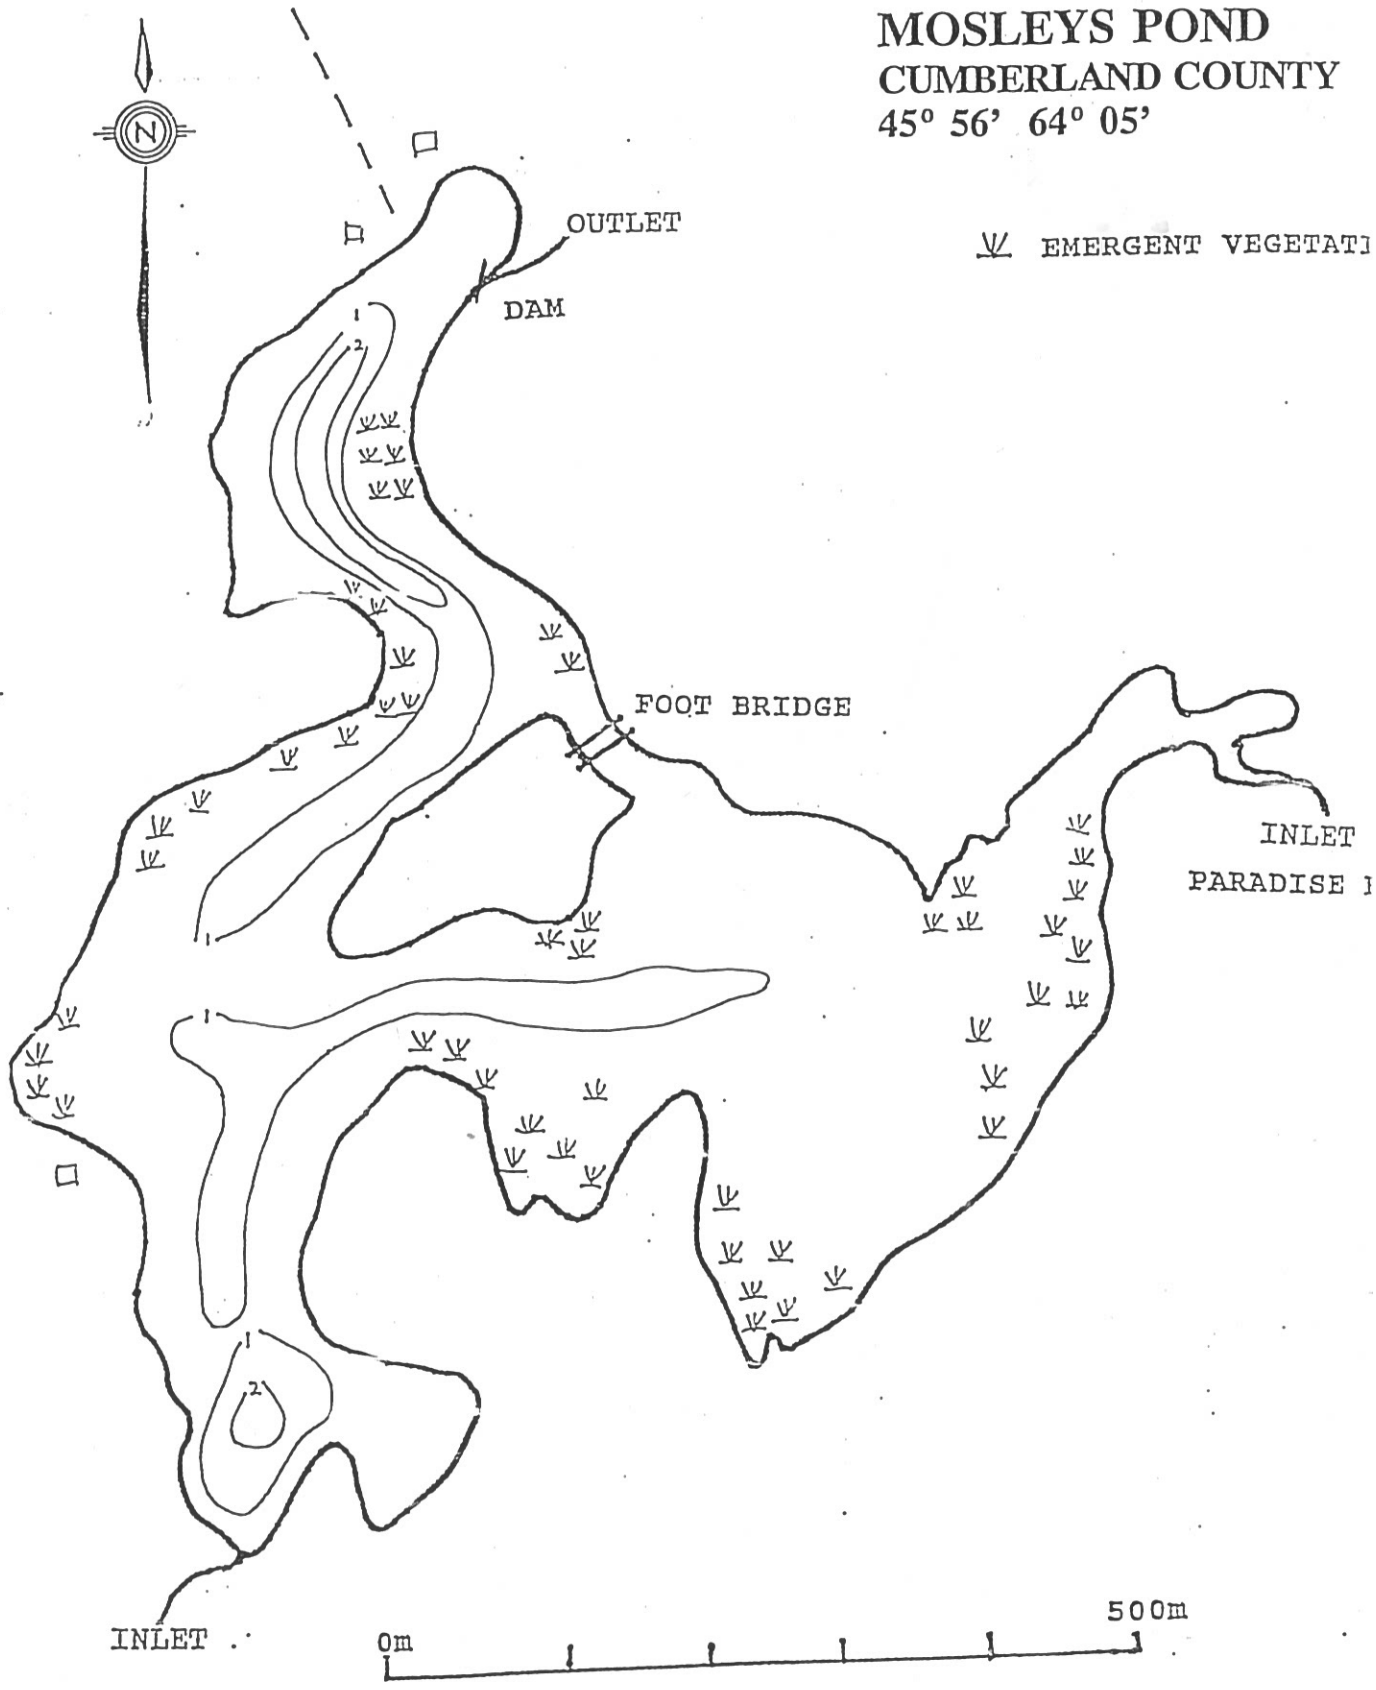 MOSLEYS POND
CUMBERLAND COUNTY
45° 56’ 64° 05’
N
OUTLET
EMERGENT VEGETATI
DAM
1
2
FOOT BRIDGE
INLET
PARADISE
1
1
1
2
INLET
0m
500m